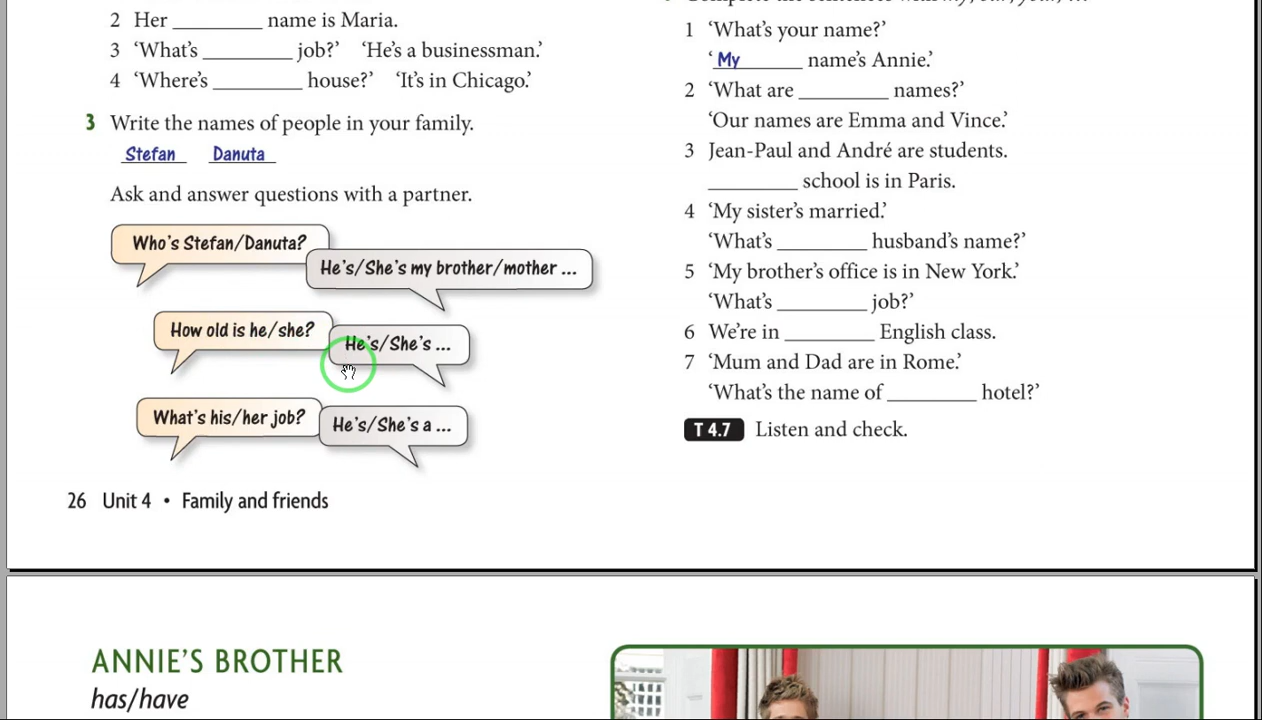 2 Her _________ name is Maria.
3 ‘What’s _________ job?’ ‘He’s a businessman.’
4 ‘Where’s _________ house?’ ‘It’s in Chicago.’
3 Write the names of people in your family.
Stefan Danuta
Ask and answer questions with a partner.
Who’s Stefan/Danuta?
He’s/She’s my brother/mother ...
How old is he/she?
He’s/She’s ...
What’s his/her job?
He’s/She’s a ...
26 Unit 4 • Family and friends
1 ‘What’s your name?’
‘My______ name’s Annie.’
2 ‘What are _________ names?’
‘Our names are Emma and Vince.’
3 Jean-Paul and André are students.
_________ school is in Paris.
4 ‘My sister’s married.’
‘What’s _________ husband’s name?’
5 ‘My brother’s office is in New York.’
‘What’s _________ job?’
6 We’re in _________ English class.
7 ‘Mum and Dad are in Rome.’
‘What’s the name of _________ hotel?’
T 4.7 Listen and check.
ANNIE’S BROTHER
has/have